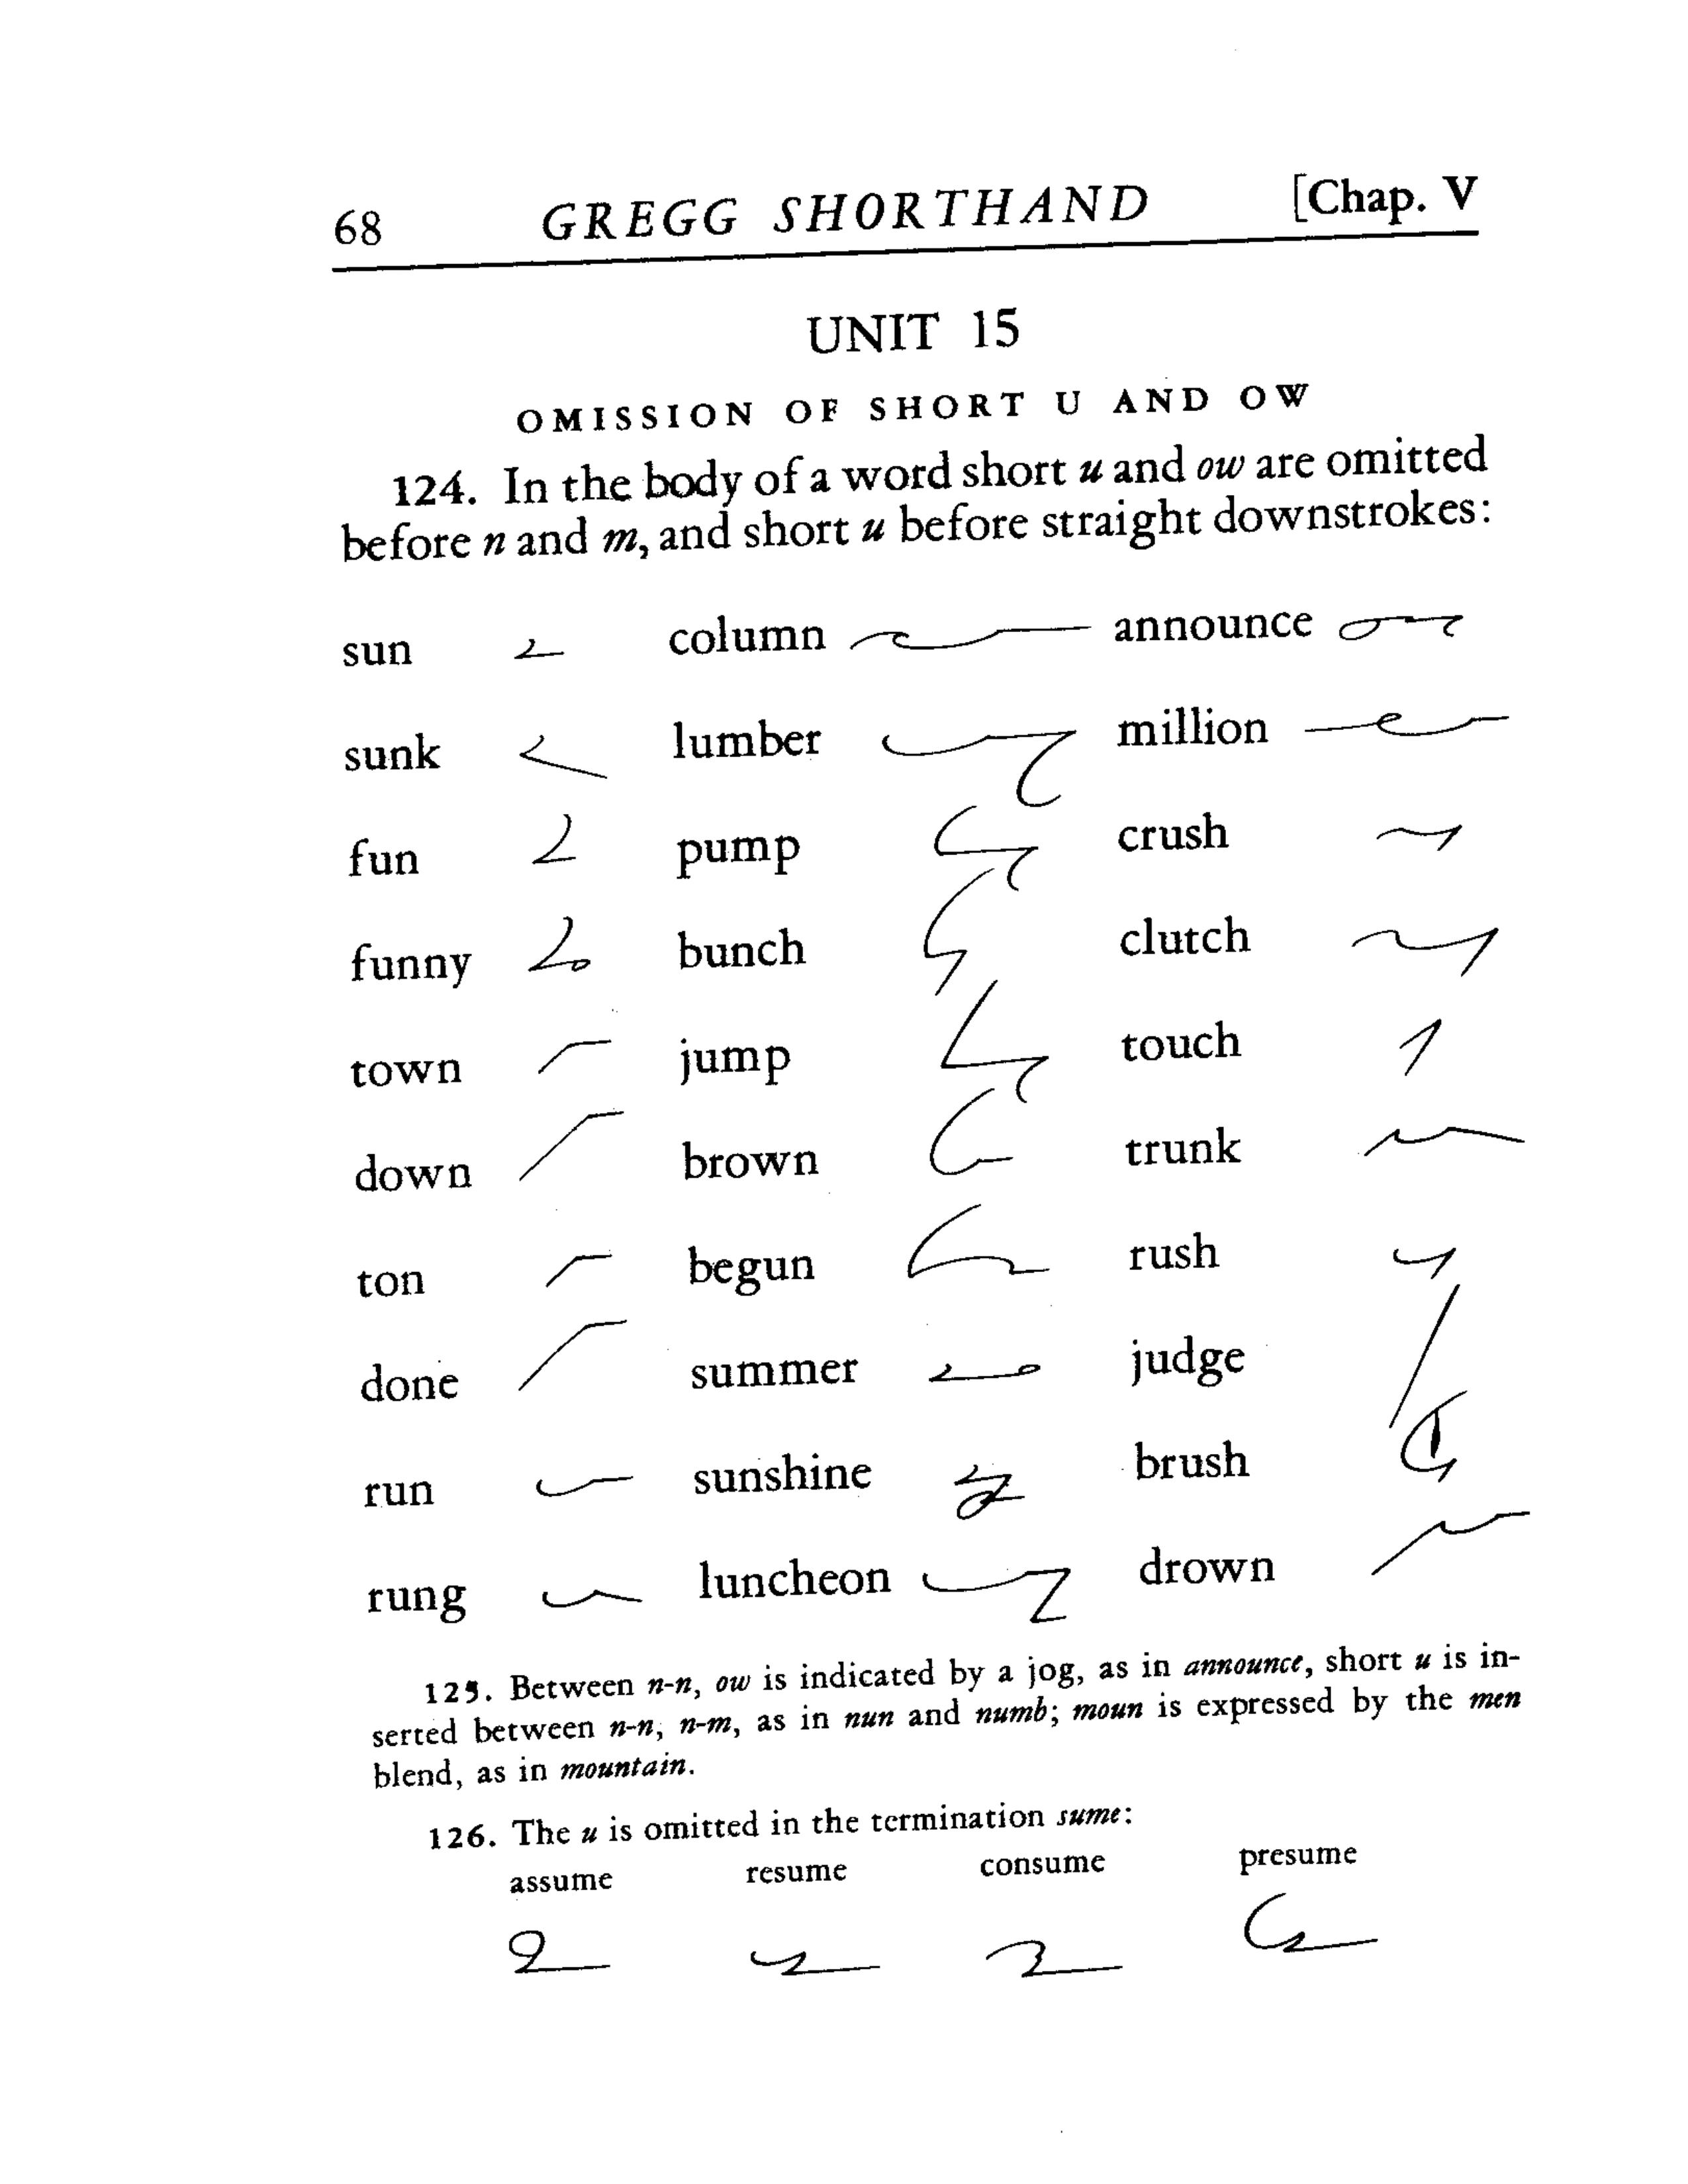 68 GREGG SHORTHAND [Chap. V
UNIT 15
OMISSION OF SHORT U AND OW
124. In the body of a word short u and ow are omitted
before n and m, and short u before straight downstrokes:
sun column announce
sunk lumber million
fun pump crush
funny bunch clutch
town jump touch
down brown trunk
ton begun rush
done summer judge
run sunshine brush
rung luncheon drown
125. Between n-n, ow is indicated by a jog, as in announce, short u is in-
serted between n-n, n-m, as in nun and numb; moun is expressed by the men
blend, as in mountain.
126. The u is omitted in the termination sume:
assume resume consume presume